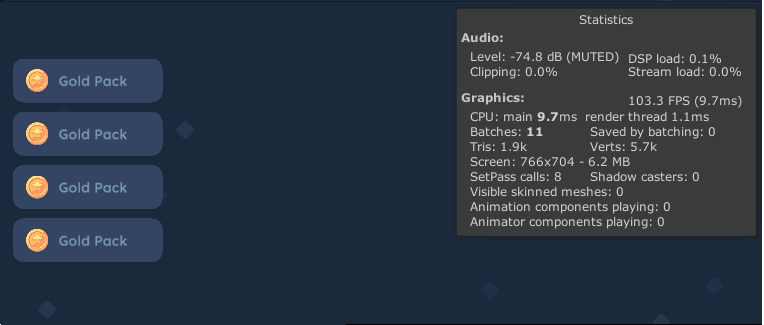 Gold Pack
Gold Pack
Gold Pack
Gold Pack
Statistics
Audio:
Level: -74.8 dB (MUTED) DSP load: 0.1%
Clipping: 0.0% Stream load: 0.0%
Graphics: 103.3 FPS (9.7ms)
CPU: main 9.7ms render thread 1.1ms
Batches: 11 Saved by batching: 0
Tris: 1.9k Verts: 5.7k
Screen: 766x704 - 6.2 MB
SetPass calls: 8 Shadow casters: 0
Visible skinned meshes: 0
Animation components playing: 0
Animator components playing: 0